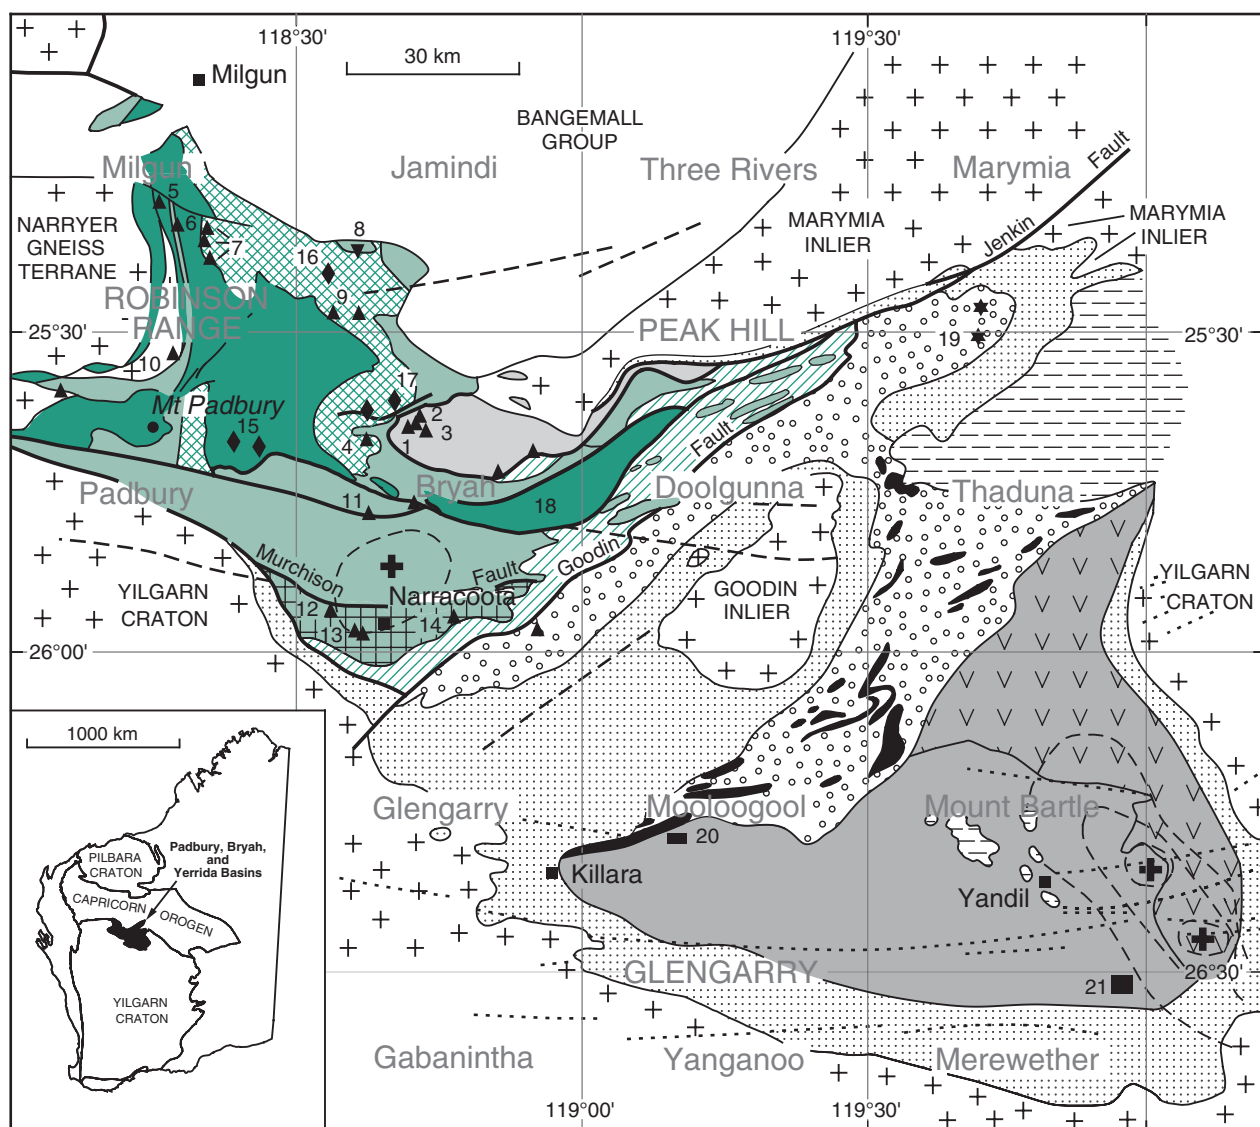 118°30'
119°30'
30 km
Milgun
BANGEMALL
GROUP
Fault
Milgun
Jamindi
Three Rivers
Marymia
5
NARRYER
GNEISS
TERRANE
6
7
8
MARYMIA
INLIER
Jenkin
MARYMIA
INLIER
16
9
ROBINSON
RANGE
PEAK HILL
25°30'
25°30'
19
10
17
Mt Padbury
15
2
1
3
4
Fault
Padbury
11
Bryah
18
Doolgunna
Thaduna
Murchison
Fault
Goodin
Narracoota
YILGARN
CRATON
12
13
14
GOODIN
INLIER
YILGARN
CRATON
26°00'
1000 km
Glengarry
Mooloogool
Mount Bartle
20
Padbury, Bryah,
and
Yerrida Basins
PILBARA
CRATON
CAPRICORN
OROGEN
Killara
Yandil
YILGARN
CRATON
GLENGARRY
26°30'
21
Gabanintha
Yanganoo
Merewether
119°00'
119°30'